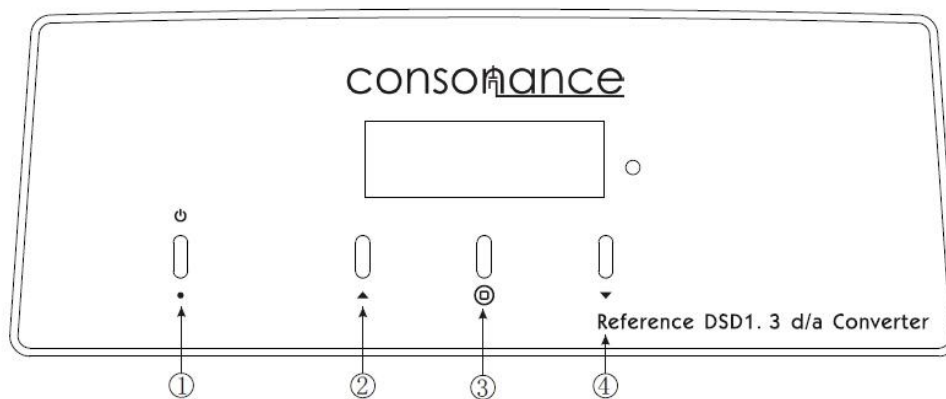 consonance
Reference DSD1. 3 d/a Converter
① ② ③ ④